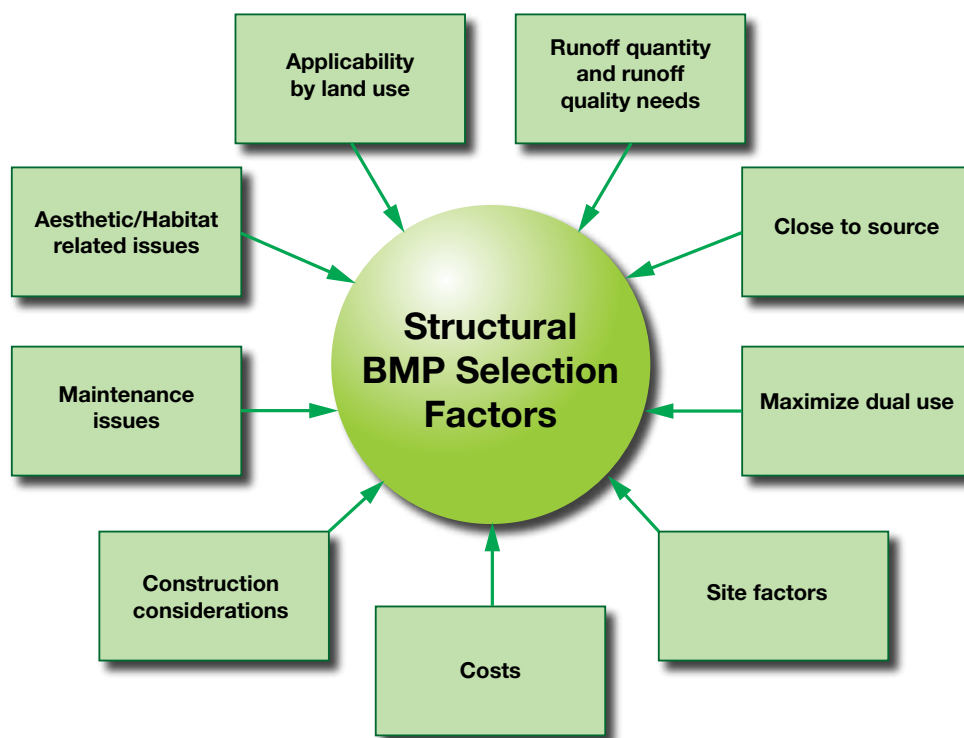 Applicability
by land use
Runoff quantity
and runoff
quality needs
Aesthetic/Habitat
related issues
Close to source
Structural
BMP Selection
Factors
Maintenance
issues
Maximize dual use
Construction
considerations
Site factors
Costs